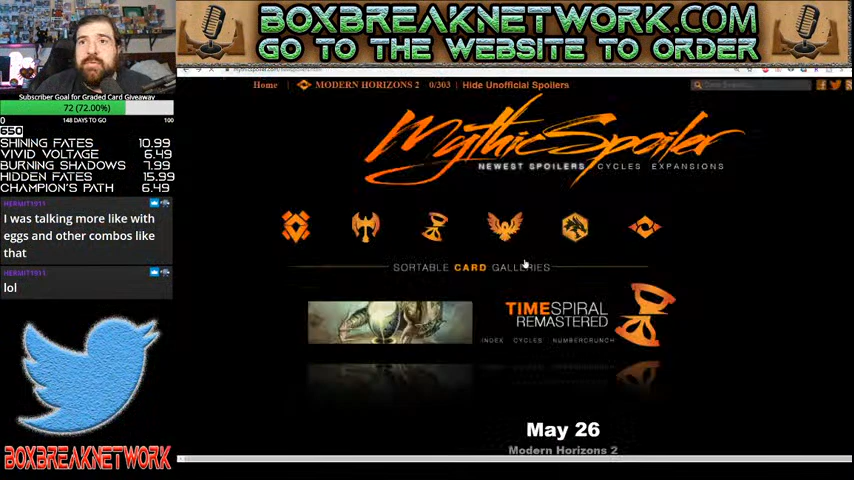 BOXBREAKNETWORK.COM
GO TO THE WEBSITE TO ORDER
Subscriber Goal for Graded Card Giveaway
72 (72.00%)
0 148 DAYS TO GO 100
650
SHINING FATES 10.99
VIVID VOLTAGE 6.49
BURNING SHADOWS 7.99
HIDDEN FATES 15.99
CHAMPION'S PATH 6.49
HERMIT1911
I was talking more like with
eggs and other combos like
that
HERMIT1911
lol
BOXBREAKNETWORK
Home MODERN HORIZONS 2 0/303 Hide Unofficial Spoilers
MythicSpoiler
NEWEST SPOILERS CYCLES EXPANSIONS
SORTABLE CARD GALLERIES
TIMESPIRAL
REMASTERED
INDEX CYCLES NUMBERCRUNCH
May 26
Modern Horizons 2